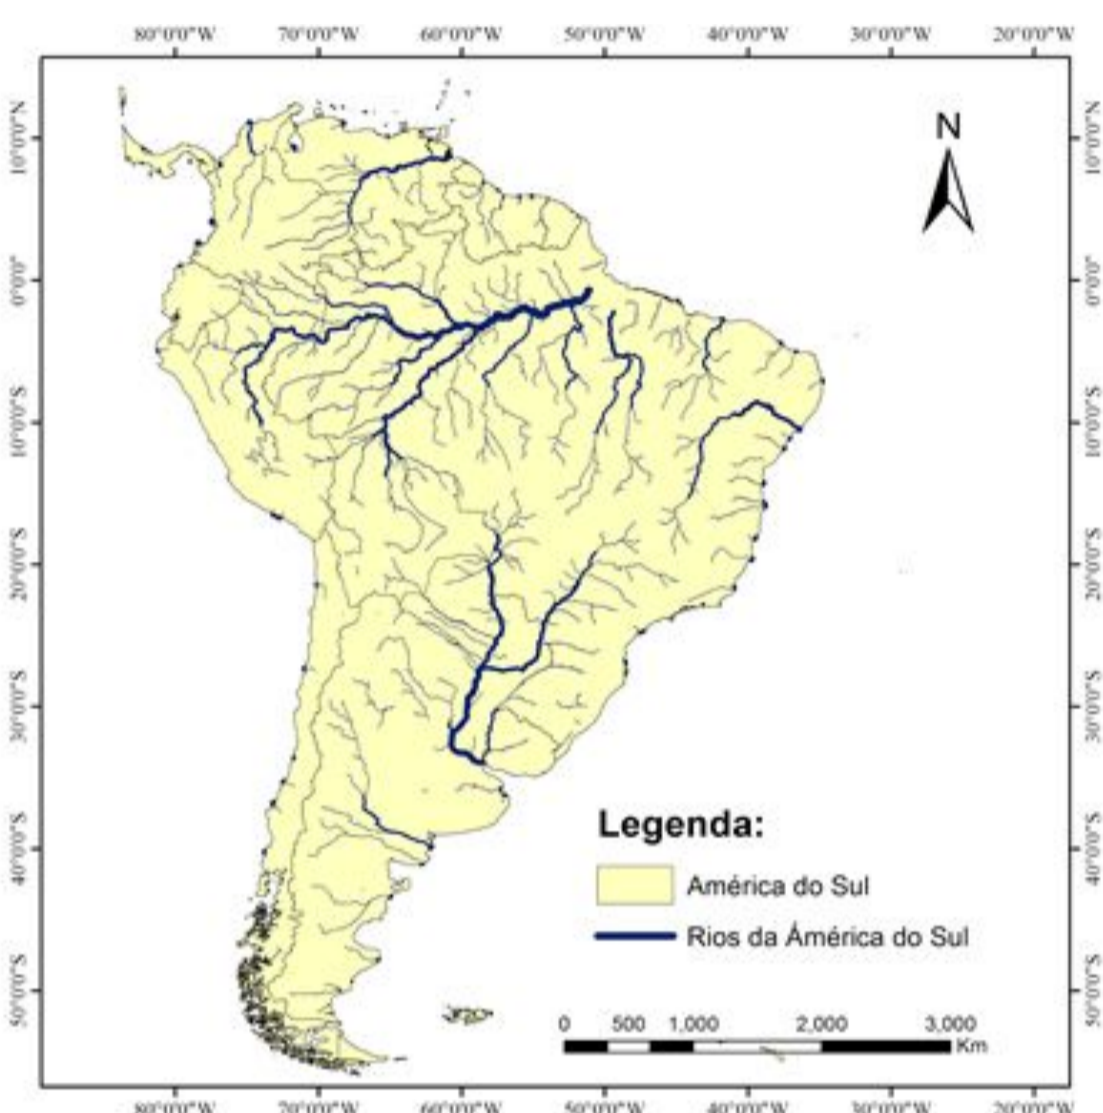 80°0'0"W 70°0'0"W 60°0'0"W 50°0'0"W 40°0'0"W 30°0'0"W 20°0'0"W
10°0'0"N 10°0'0"N
N
0°0'0" 0°0'0"
10°0'0"S 10°0'0"S
20°0'0"S 20°0'0"S
30°0'0"S 30°0'0"S
Legenda:
40°0'0"S 40°0'0"S
América do Sul
Rios da Ámérica do Sul
50°0'0"S 50°0'0"S
0 500 1,000 2,000 3,000
Km
80°0'0"W 70°0'0"W 60°0'0"W 50°0'0"W 40°0'0"W 30°0'0"W 20°0'0"W